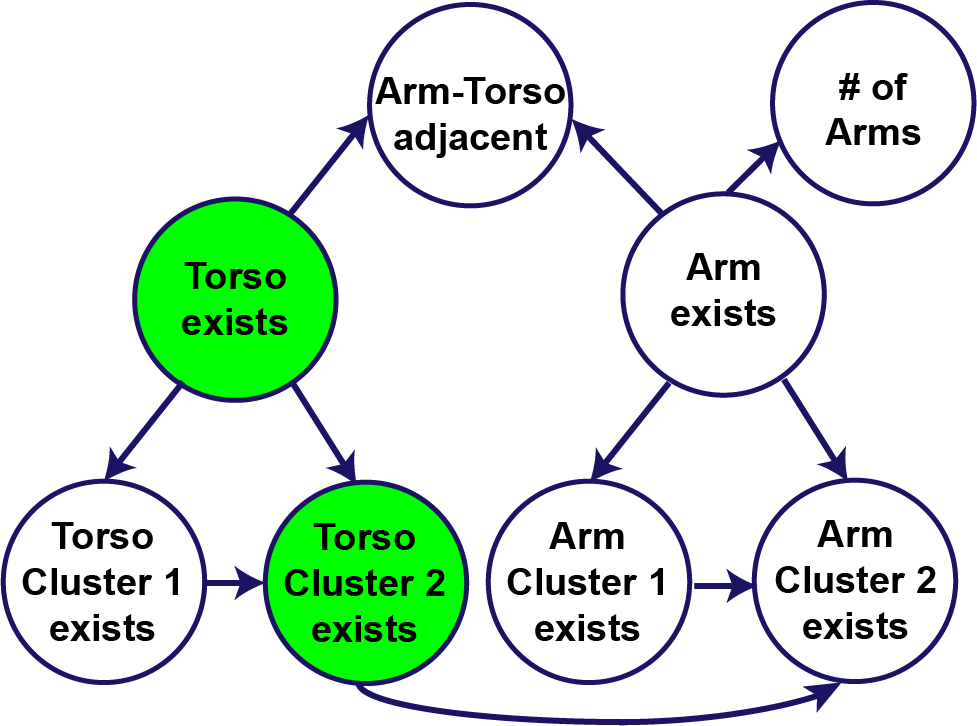 Arm-Torso
adjacent
# of
Arms
Torso
exists
Arm
exists
Torso
Cluster 1
exists
Torso
Cluster 2
exists
Arm
Cluster 1
exists
Arm
Cluster 2
exists